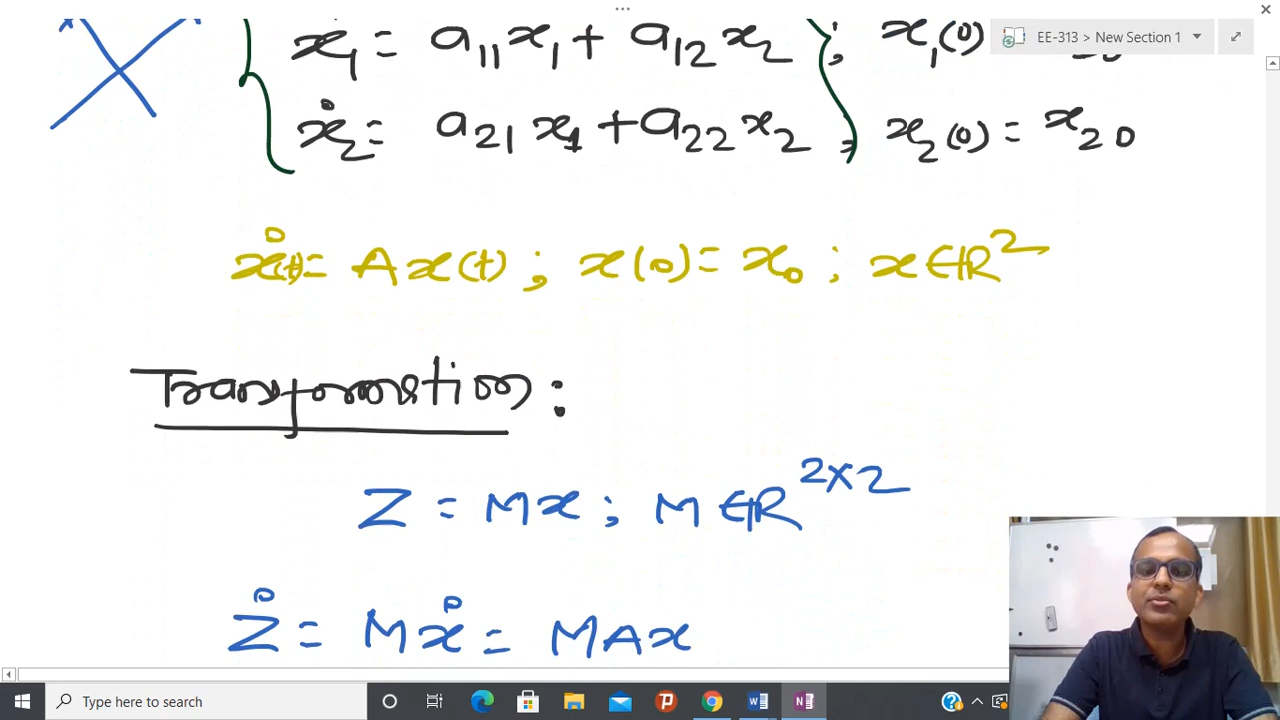 EE-313 > New Section 1
ẋ₁ = a₁₁x₁ + a₁₂x₂ ; x₁(0)
ẋ₂ = a₂₁x₁ + a₂₂x₂ ; x₂(0) = x₂₀
ẋ(t) = Ax(t) ; x(0) = x₀ ; x ∈ ℝ²
Transformation :
Z = Mx ; M ∈ ℝ²ˣ²
Ż = Mẋ = MAx
Type here to search